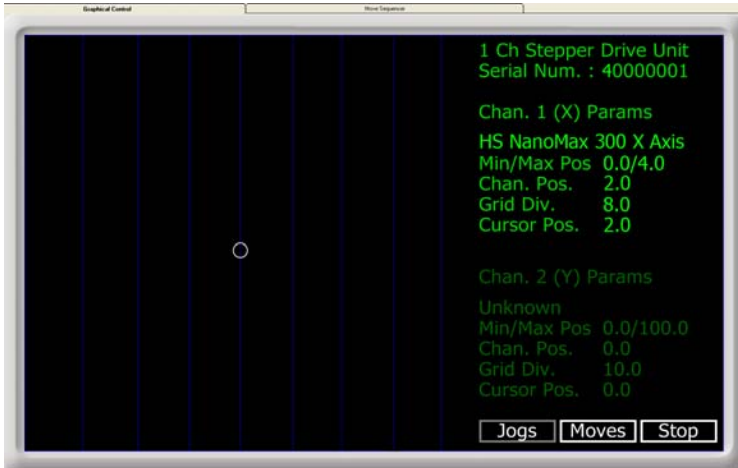 Graphical Control
Move Sequencer
1 Ch Stepper Drive Unit
Serial Num. : 40000001
Chan. 1 (X) Params
HS NanoMax 300 X Axis
Min/Max Pos 0.0/4.0
Chan. Pos. 2.0
Grid Div. 8.0
Cursor Pos. 2.0
Chan. 2 (Y) Params
Unknown
Min/Max Pos 0.0/100.0
Chan. Pos. 0.0
Grid Div. 10.0
Cursor Pos. 0.0
Jogs Moves Stop